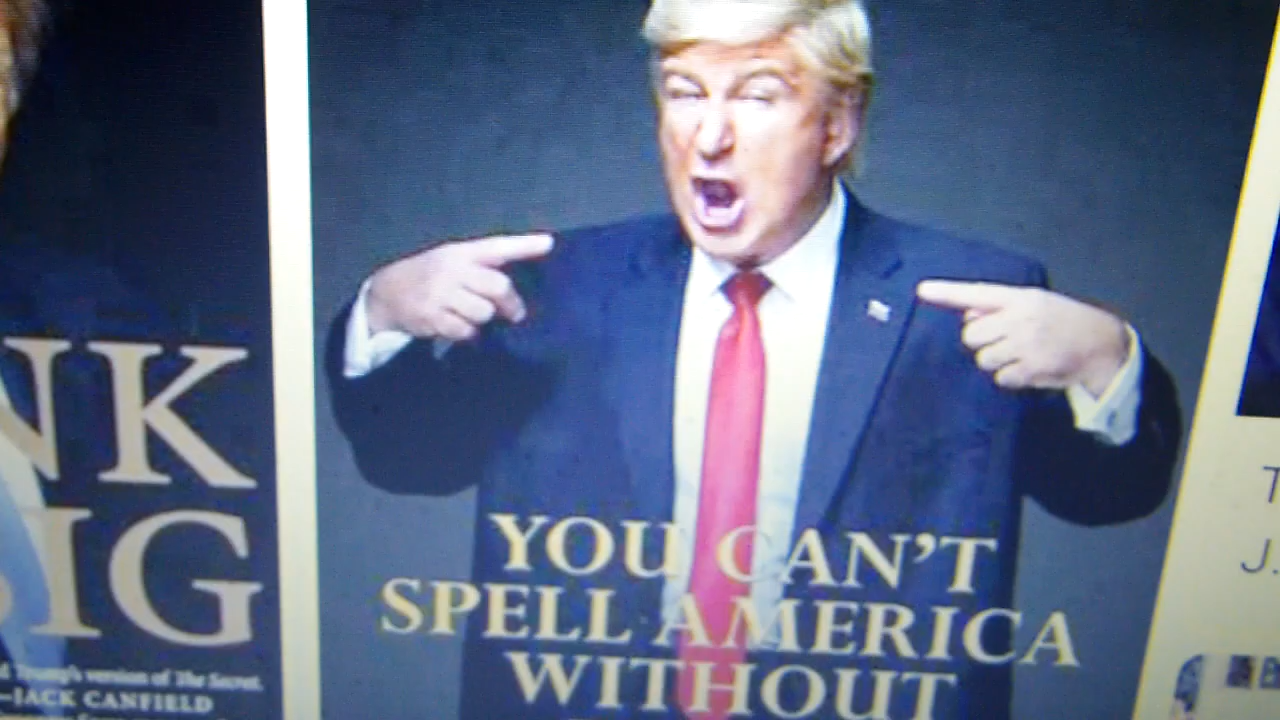 NK
IG
Trump's version of The Secret.
—JACK CANFIELD
YOU CAN'T
SPELL AMERICA
WITHOUT
T
J.